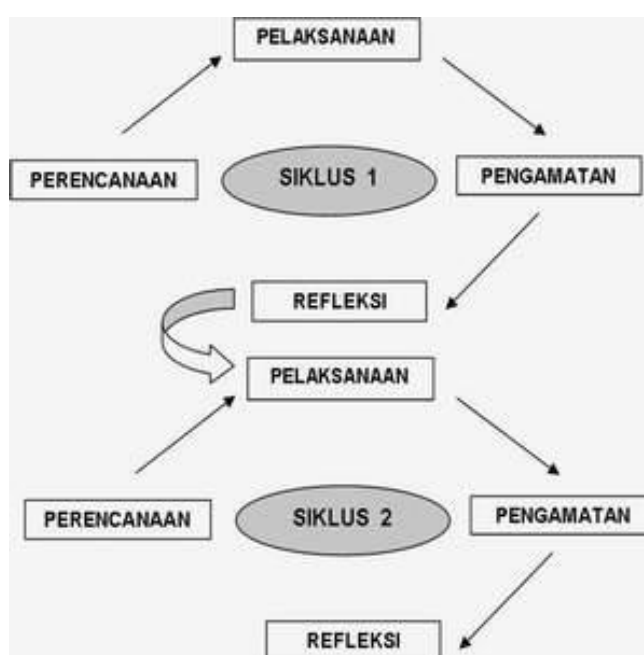 PELAKSANAAN
PERENCANAAN
SIKLUS 1
PENGAMATAN
REFLEKSI
PELAKSANAAN
PERENCANAAN
SIKLUS 2
PENGAMATAN
REFLEKSI